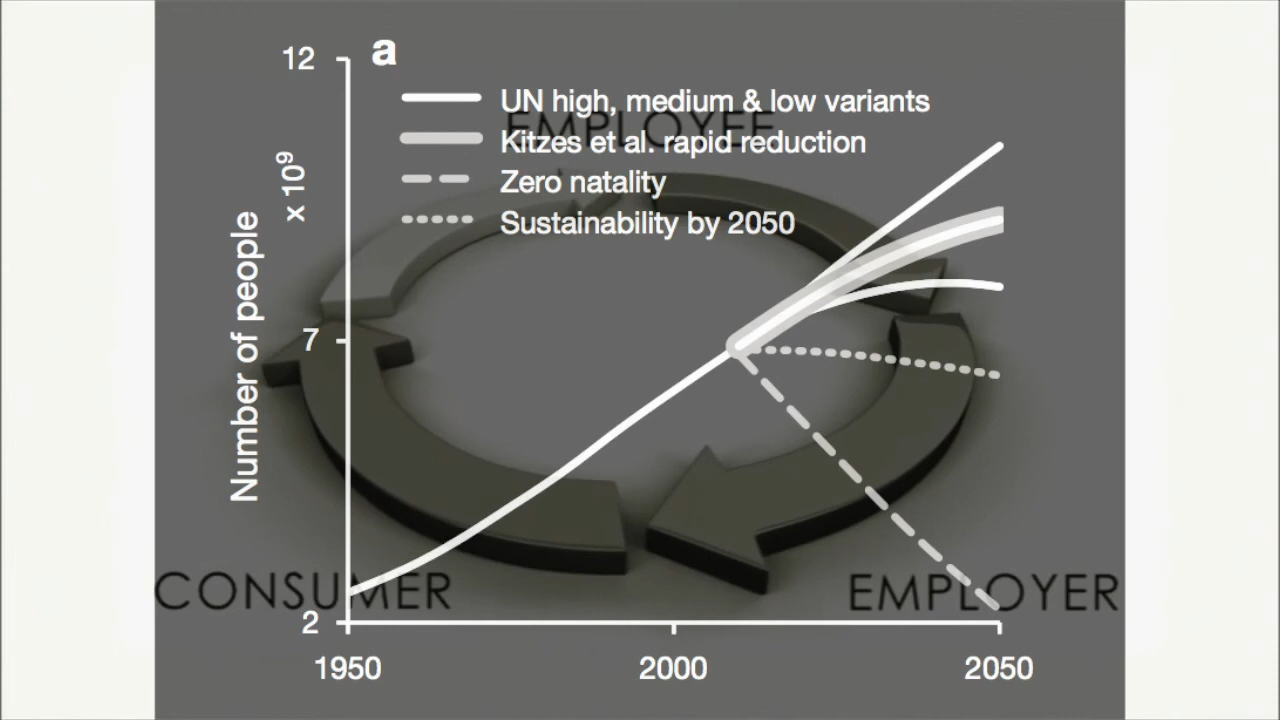 12
a
UN high, medium & low variants
EMPLOYEE
Kitzes et al. rapid reduction
Zero natality
Sustainability by 2050
Number of people
x 10⁹
7
CONSUMER
EMPLOYER
2
1950
2000
2050